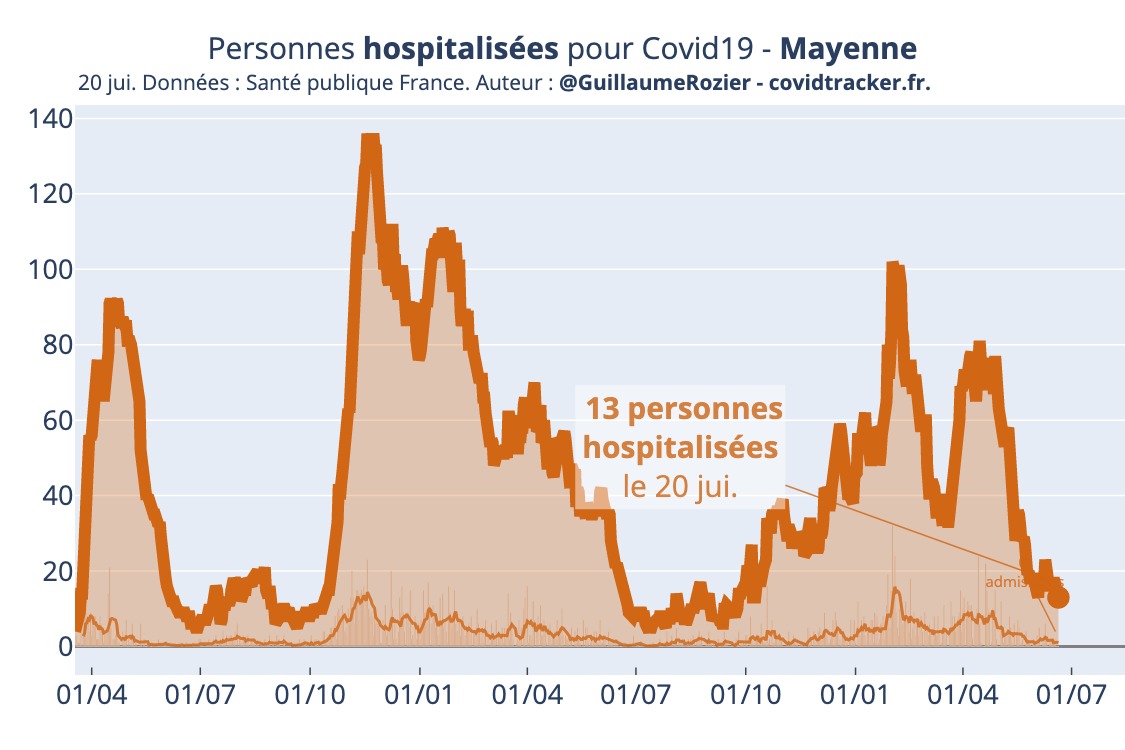 Personnes hospitalisées pour Covid19 - Mayenne
20 jui. Données : Santé publique France. Auteur : @GuillaumeRozier - covidtracker.fr.
140
120
100
80
60
40
20
0
13 personnes
hospitalisées
le 20 jui.
01/04 01/07 01/10 01/01 01/04 01/07 01/10 01/01 01/04 01/07